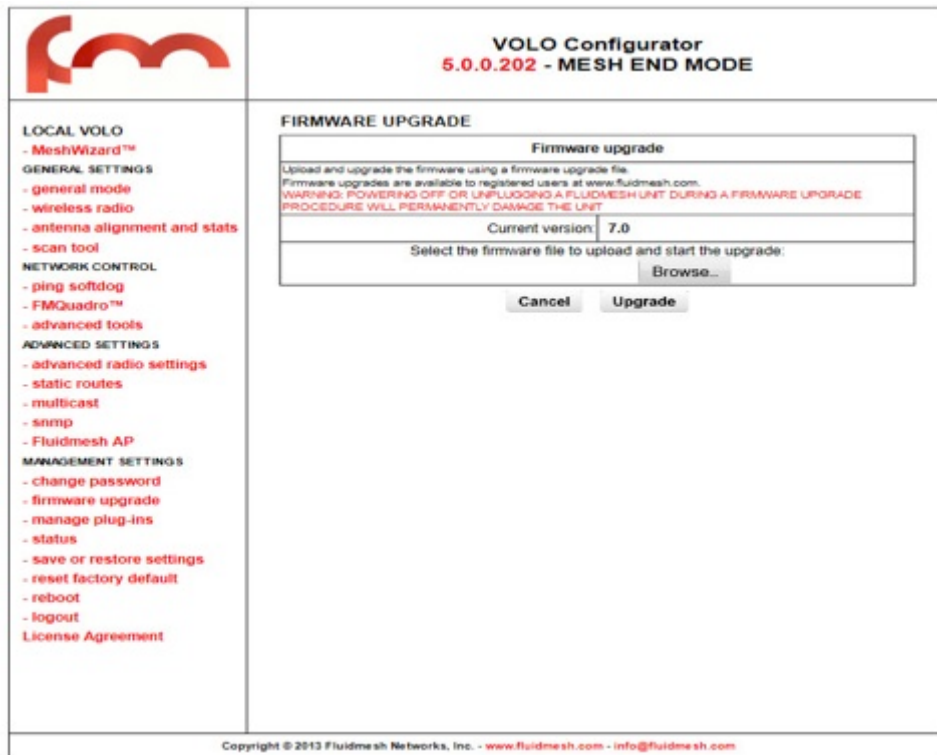 fm
VOLO Configurator
5.0.0.202 - MESH END MODE
LOCAL VOLO
- MeshWizard™
GENERAL SETTINGS
- general mode
- wireless radio
- antenna alignment and stats
- scan tool
NETWORK CONTROL
- ping softdog
- FMQuadro™
- advanced tools
ADVANCED SETTINGS
- advanced radio settings
- static routes
- multicast
- snmp
- Fluidmesh AP
MANAGEMENT SETTINGS
- change password
- firmware upgrade
- manage plug-ins
- status
- save or restore settings
- reset factory default
- reboot
- logout
License Agreement
FIRMWARE UPGRADE
Firmware upgrade
Upload and upgrade the firmware using a firmware upgrade file.
Firmware upgrades are available to registered users at www.fluidmesh.com.
WARNING: POWERING OFF OR UNPLUGGING A FLUIDMESH UNIT DURING A FIRMWARE UPGRADE
PROCEDURE WILL PERMANENTLY DAMAGE THE UNIT
Current version: 7.0
Select the firmware file to upload and start the upgrade:
Browse...
Cancel Upgrade
Copyright © 2013 Fluidmesh Networks, Inc. - www.fluidmesh.com - info@fluidmesh.com